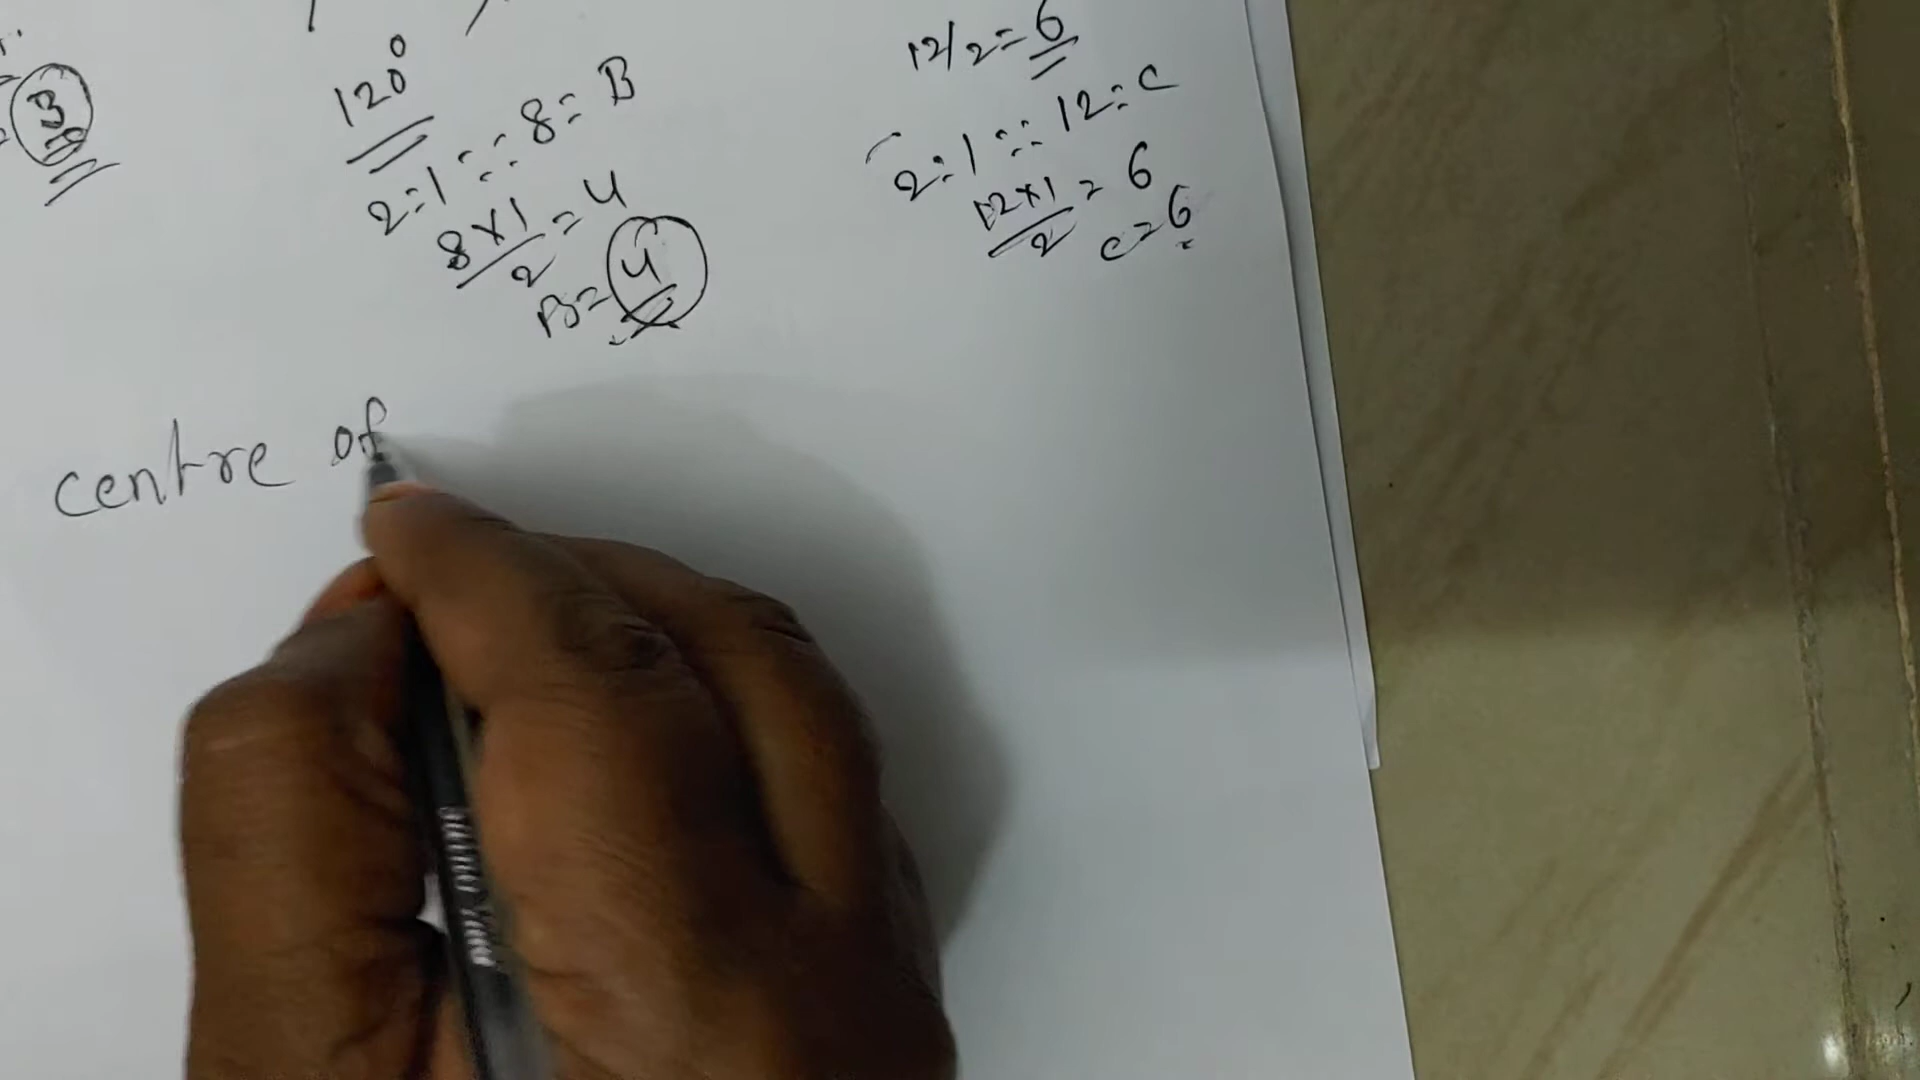 B
120°
2:1 :: 8:B
8×1/2 = 4
B=4
12/2=6
2:1 :: 12:C
12×1/2 = 6
C=6
centre of